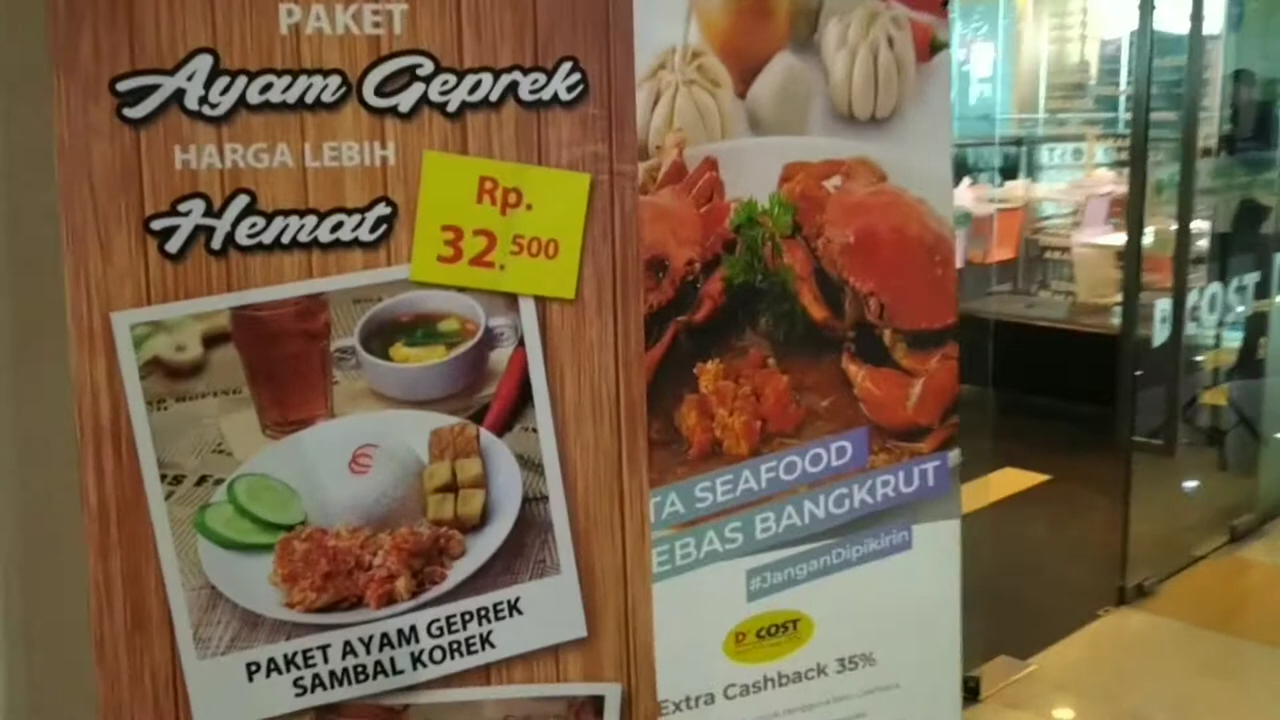 PAKET
Ayam Geprek
HARGA LEBIH
Hemat
Rp.
32.500
PAKET AYAM GEPREK
SAMBAL KOREK
TA SEAFOOD
EBAS BANGKRUT
#JanganDipikirin
D' COST
Extra Cashback 35%
D'COST